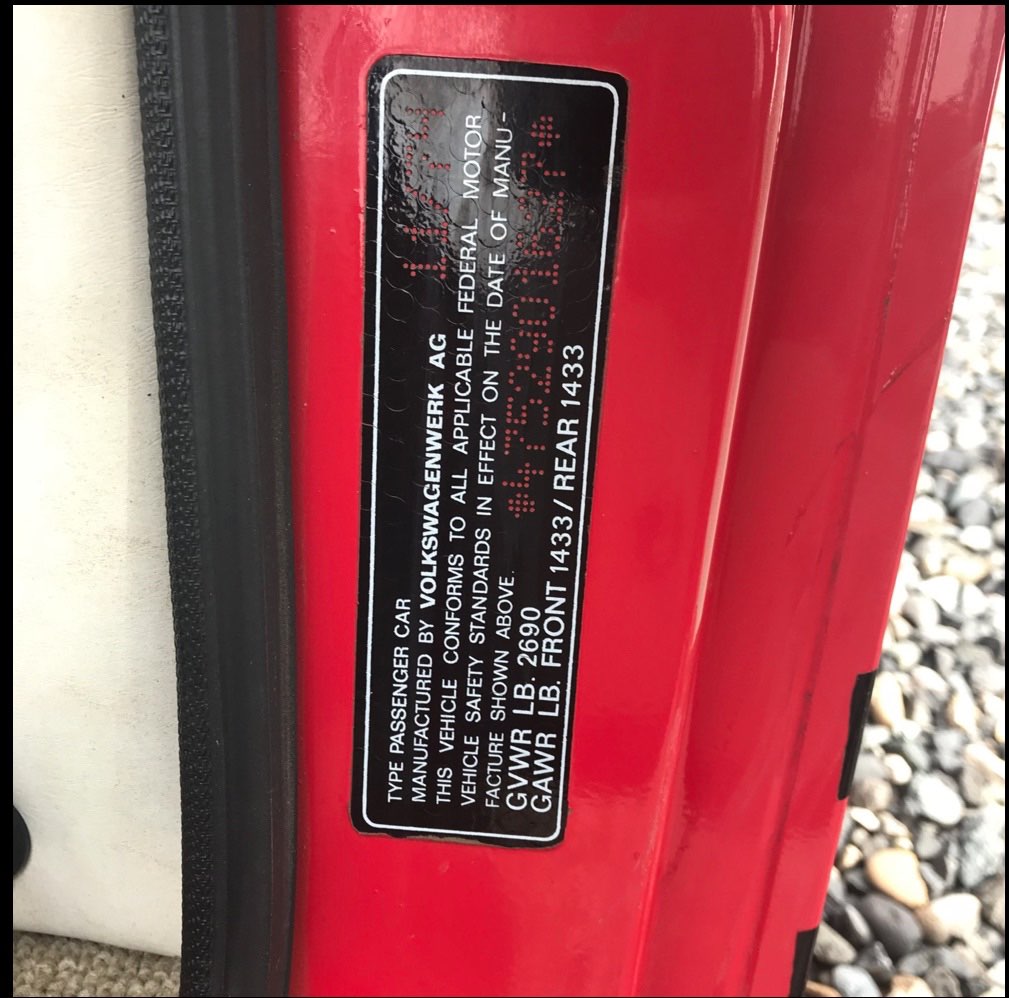 TYPE PASSENGER CAR
MANUFACTURED BY VOLKSWAGENWERK AG
THIS VEHICLE CONFORMS TO ALL APPLICABLE FEDERAL MOTOR
VEHICLE SAFETY STANDARDS IN EFFECT ON THE DATE OF MANU-
FACTURE SHOWN ABOVE.
GVWR LB. 2690
GAWR LB. FRONT 1433 / REAR 1433